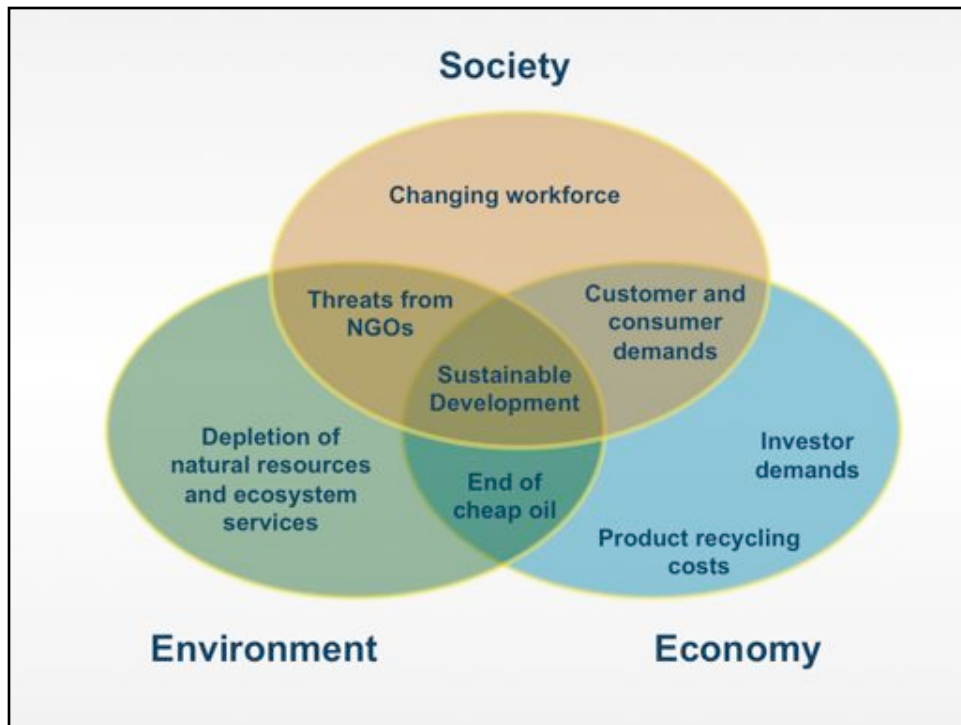 Society
Changing workforce
Threats from
NGOs
Customer and
consumer
demands
Sustainable
Development
Depletion of
natural resources
and ecosystem
services
End of
cheap oil
Investor
demands
Product recycling
costs
Environment
Economy